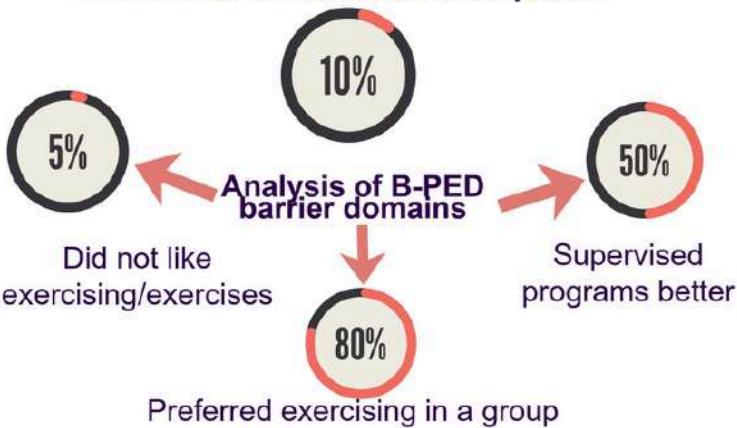 10%
5%
50%
Analysis of B-PED
barrier domains
Did not like
exercising/exercises
Supervised
programs better
80%
Preferred exercising in a group